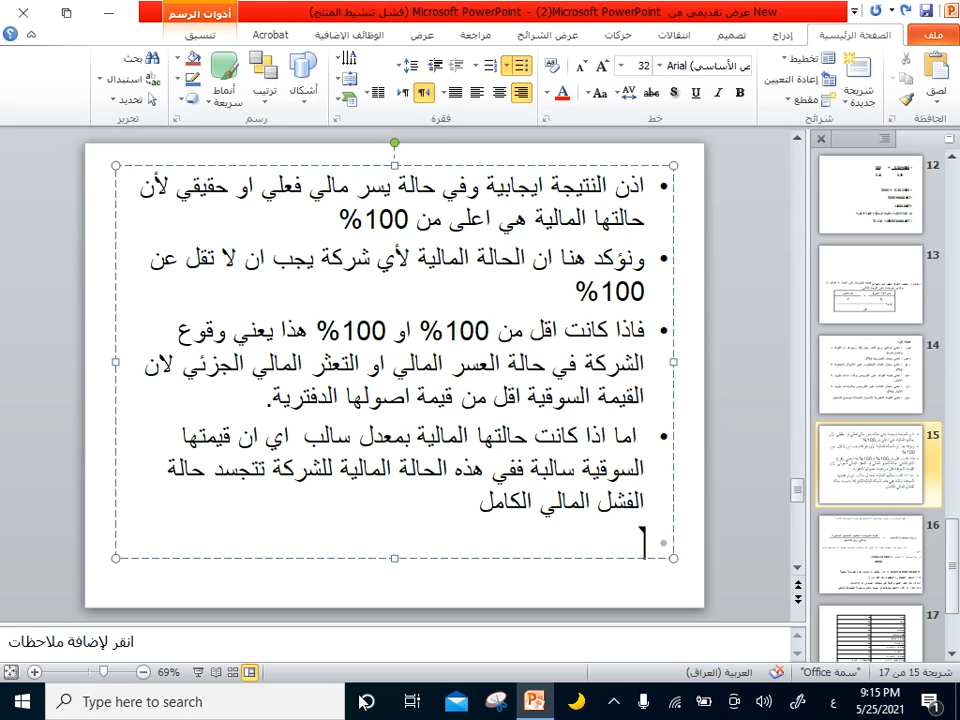 New عرض تقديمي من Microsoft PowerPoint(2) - Microsoft PowerPoint (فشل تنشيط المنتج)
أدوات الرسم
ملف
الصفحة الرئيسية
إدراج
تصميم
انتقالات
حركات
عرض الشرائح
مراجعة
عرض
الوظائف الإضافية
Acrobat
تنسيق
لصق
شريحة جديدة
تخطيط
إعادة التعيين
مقطع
32
Arial (الأساسي)
تخطيط
أشكال
ترتيب
أنماط سريعة
بحث
استبدال
تحديد
الحافظة
شرائح
خط
فقرة
رسم
تحرير
• اذن النتيجة ايجابية وفي حالة يسر مالي فعلي او حقيقي لأن
حالتها المالية هي اعلى من 100%
• ونؤكد هنا ان الحالة المالية لأي شركة يجب ان لا تقل عن
100%
• فاذا كانت اقل من 100% او 100% هذا يعني وقوع
الشركة في حالة العسر المالي او التعثر المالي الجزئي لان
القيمة السوقية اقل من قيمة اصولها الدفترية.
• اما اذا كانت حالتها المالية بمعدل سالب اي ان قيمتها
السوقية سالبة ففي هذه الحالة المالية للشركة تتجسد حالة
الفشل المالي الكامل
12
13
14
15
16
17
انقر لإضافة ملاحظات
شريحة 15 من 17
"سمة Office"
العربية (العراق)
69%
Type here to search
ع
9:15 PM
5/25/2021
1